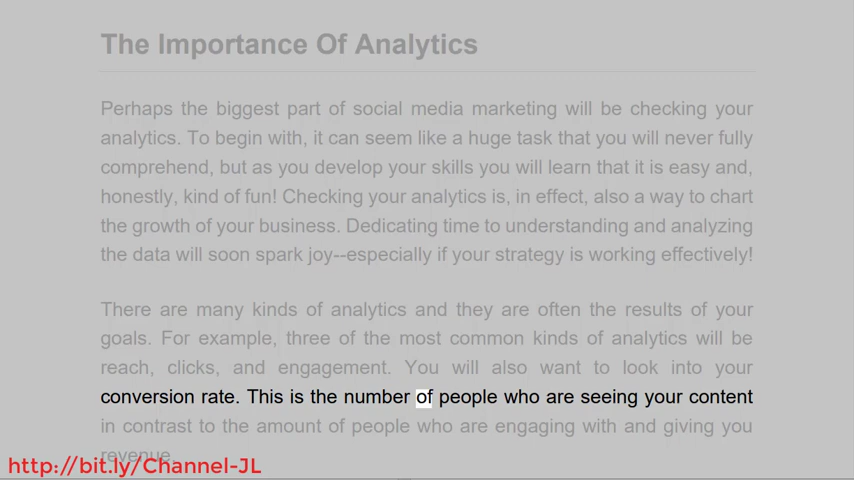 The Importance Of Analytics
Perhaps the biggest part of social media marketing will be checking your
analytics. To begin with, it can seem like a huge task that you will never fully
comprehend, but as you develop your skills you will learn that it is easy and,
honestly, kind of fun! Checking your analytics is, in effect, also a way to chart
the growth of your business. Dedicating time to understanding and analyzing
the data will soon spark joy--especially if your strategy is working effectively!
There are many kinds of analytics and they are often the results of your
goals. For example, three of the most common kinds of analytics will be
reach, clicks, and engagement. You will also want to look into your
conversion rate. This is the number of people who are seeing your content
in contrast to the amount of people who are engaging with and giving you
revenue.
http://bit.ly/Channel-JL